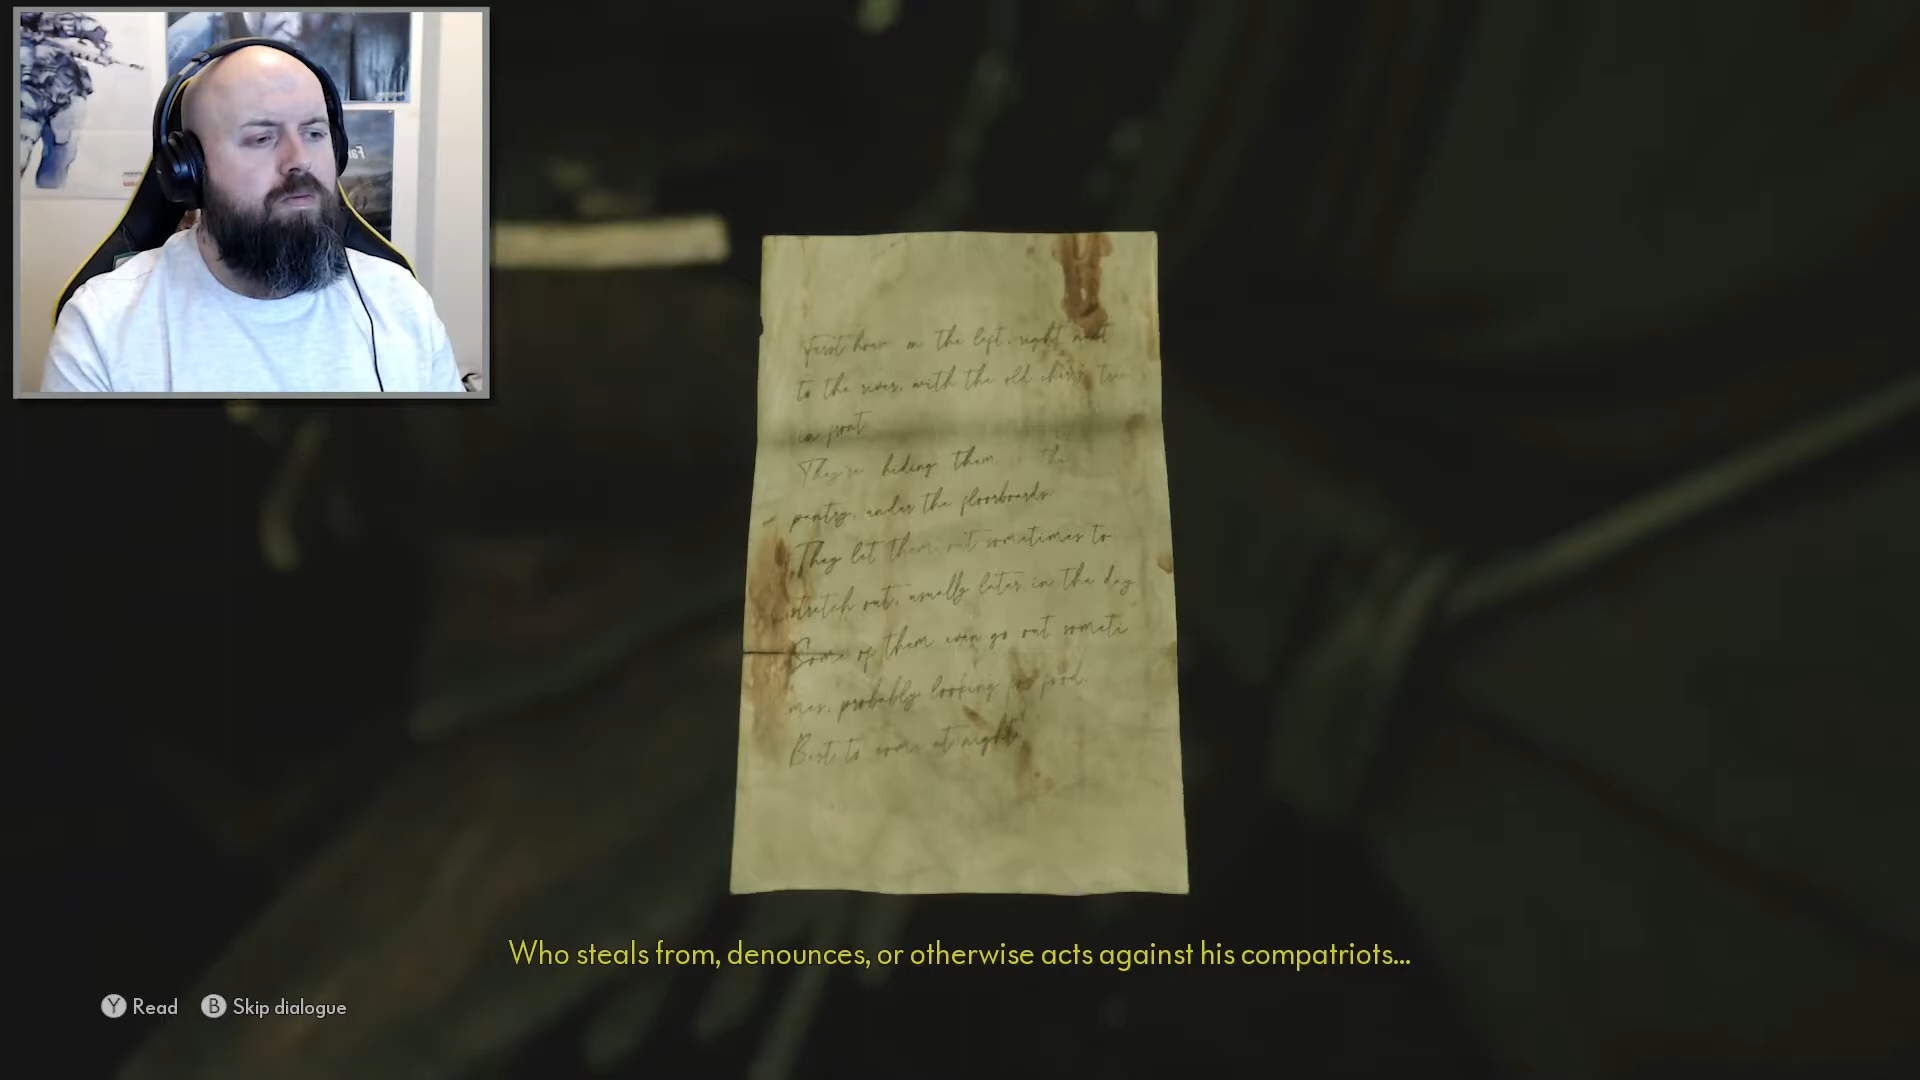 First house on the left, right next
to the river, with the old cherry tree
in front
They're hiding them the
pantry, under the floorboards
They let them out sometimes to
stretch out, usually later in the day
Some of them even go out someti
mes, probably looking for food.
Best to come at night
Who steals from, denounces, or otherwise acts against his compatriots...
Y Read B Skip dialogue